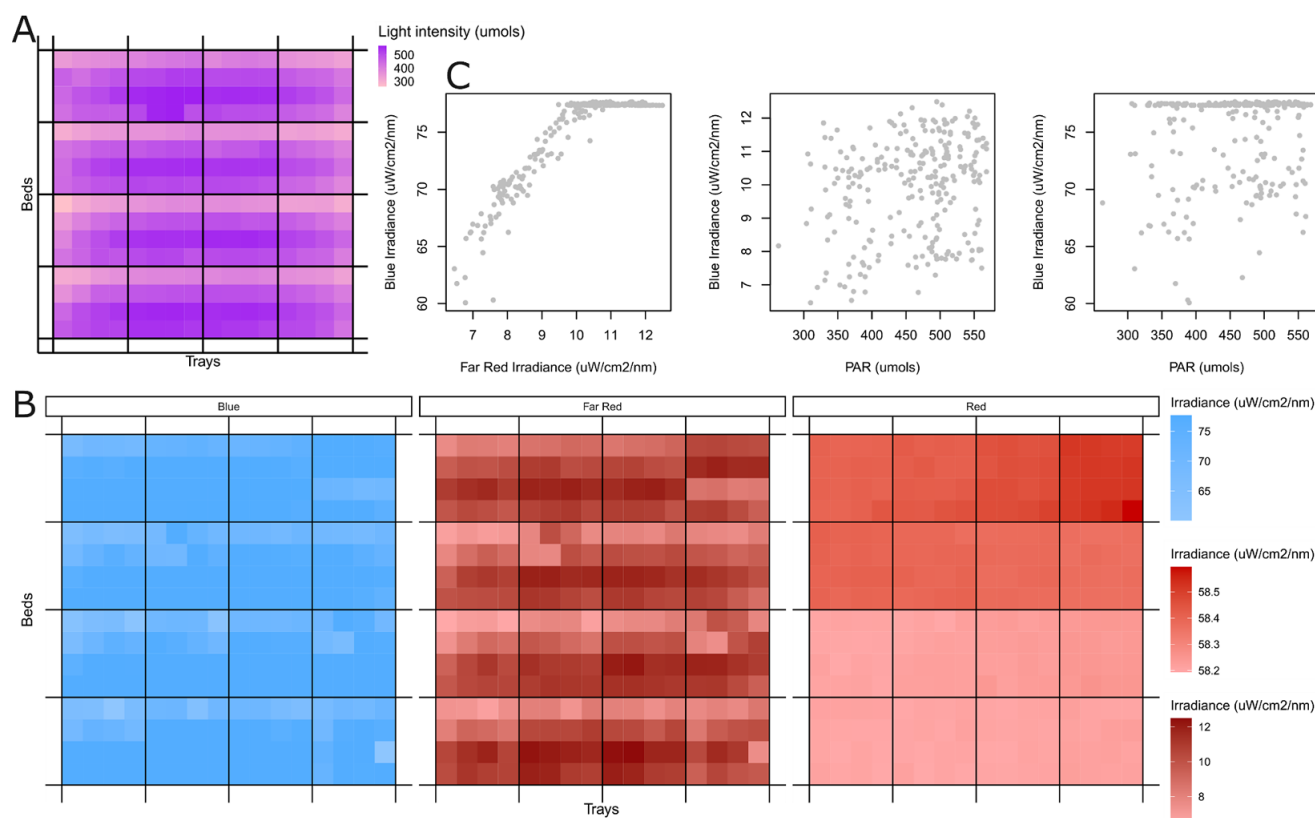 A
Light intensity (umols)
500
400
300
Beds
Trays
C
Blue Irradiance (uW/cm2/nm)
75
70
65
60
7 8 9 10 11 12
Far Red Irradiance (uW/cm2/nm)
Blue Irradiance (uW/cm2/nm)
12
11
10
9
8
7
300 350 400 450 500 550
PAR (umols)
Blue Irradiance (uW/cm2/nm)
75
70
65
60
300 350 400 450 500 550
PAR (umols)
B
Blue Far Red Red
Beds
Trays
Irradiance (uW/cm2/nm)
75
70
65
Irradiance (uW/cm2/nm)
58.5
58.4
58.3
58.2
Irradiance (uW/cm2/nm)
12
10
8